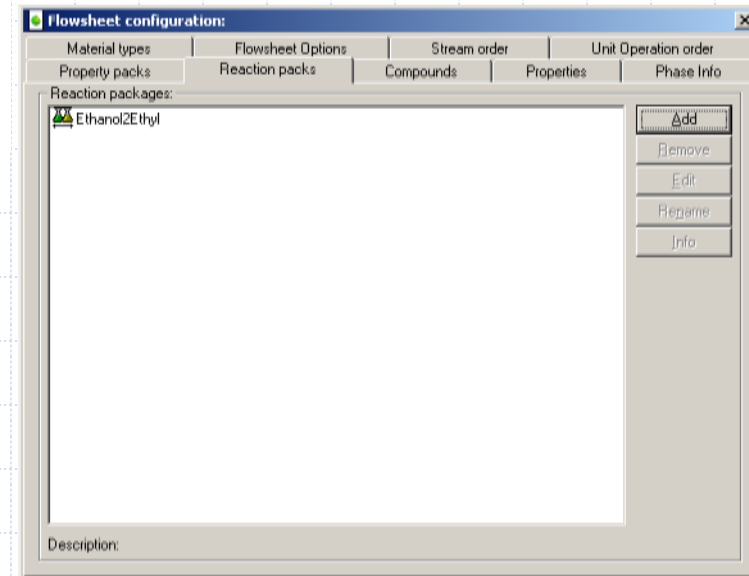 Flowsheet configuration:
Material types Flowsheet Options Stream order Unit Operation order
Property packs Reaction packs Compounds Properties Phase Info
Reaction packages:
Ethanol2Ethyl
Add
Remove
Edit
Rename
Info
Description: